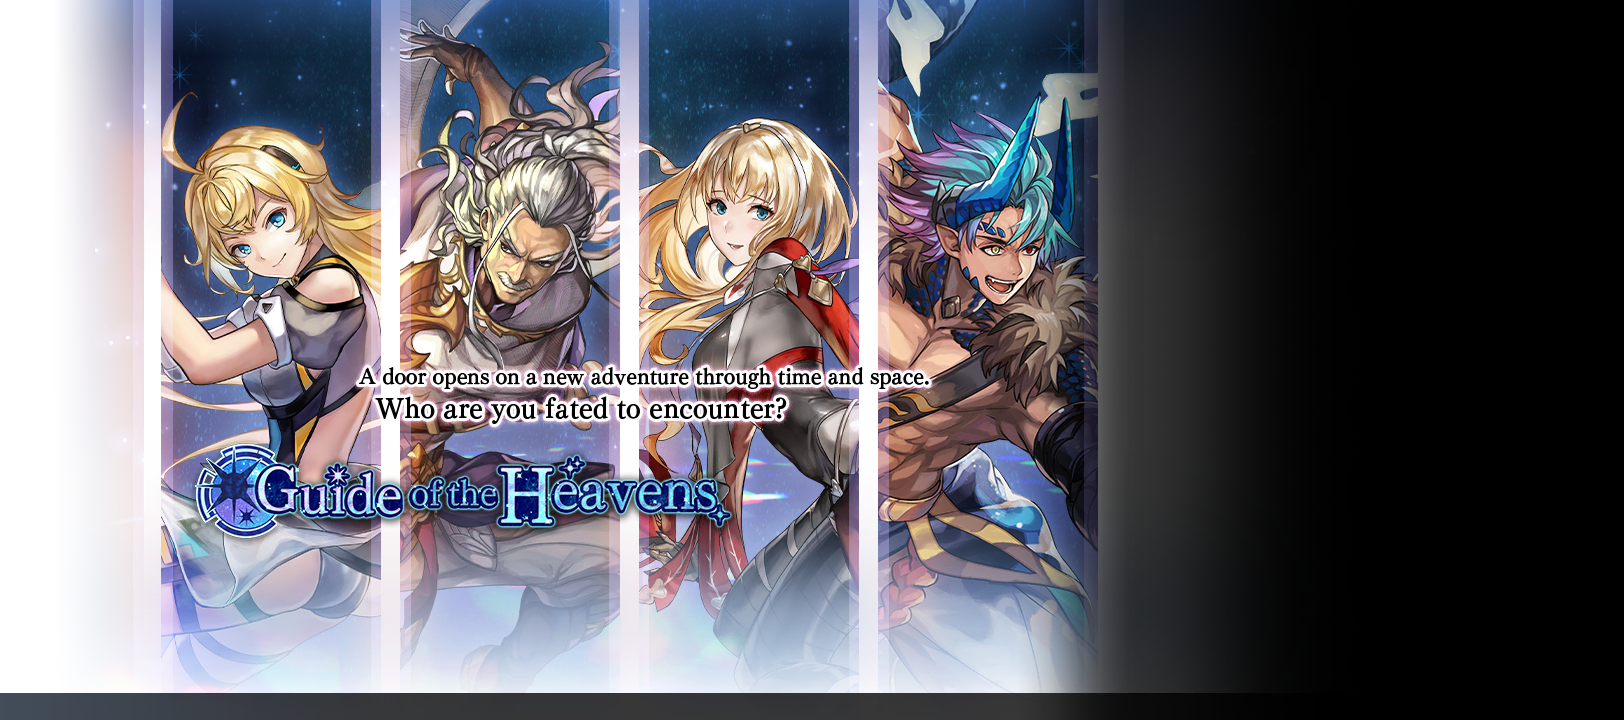 A door opens on a new adventure through time and space.
Who are you fated to encounter?
Guide of the Heavens